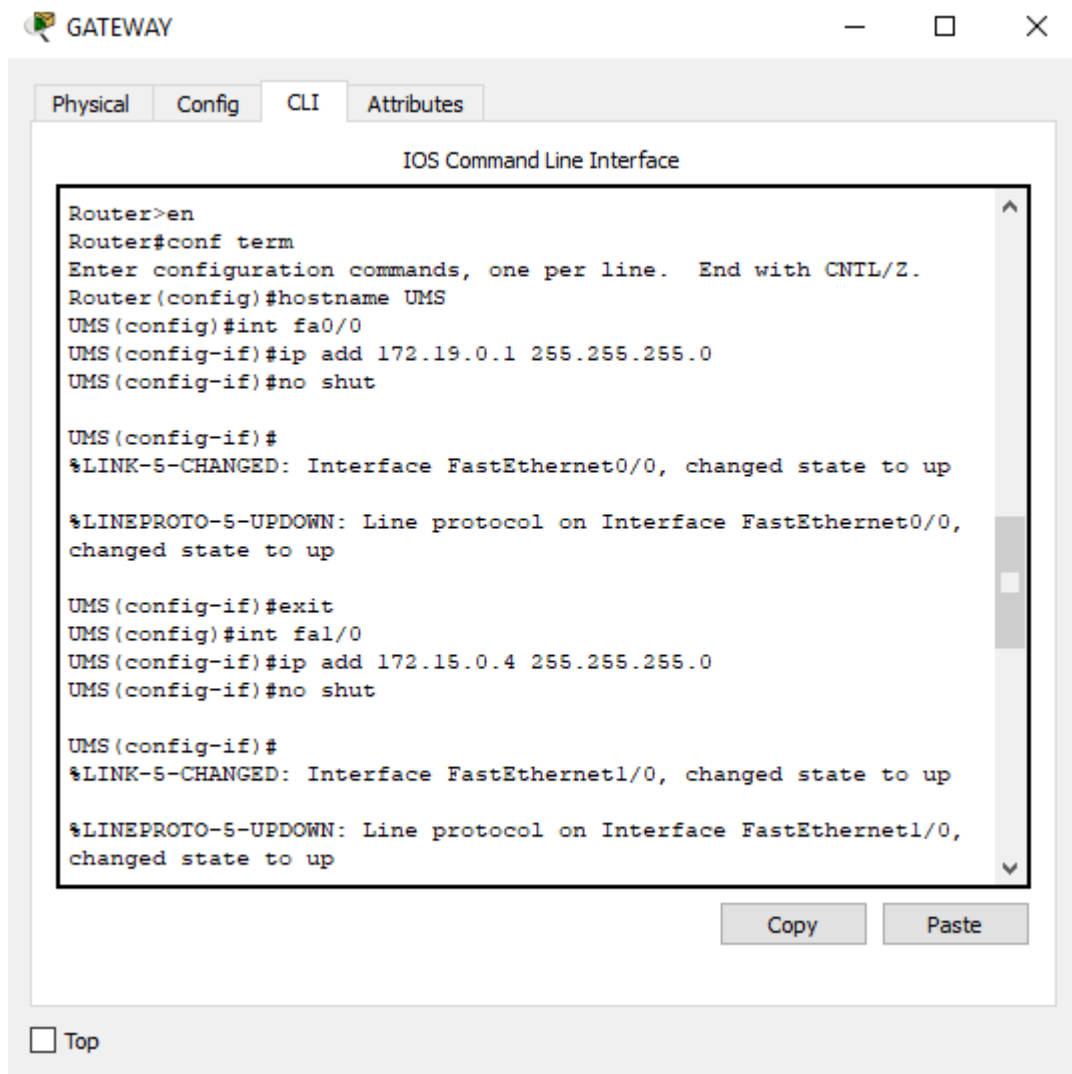 GATEWAY
Physical Config CLI Attributes
IOS Command Line Interface
Router>en
Router#conf term
Enter configuration commands, one per line.  End with CNTL/Z.
Router(config)#hostname UMS
UMS(config)#int fa0/0
UMS(config-if)#ip add 172.19.0.1 255.255.255.0
UMS(config-if)#no shut
UMS(config-if)#
%LINK-5-CHANGED: Interface FastEthernet0/0, changed state to up
%LINEPROTO-5-UPDOWN: Line protocol on Interface FastEthernet0/0,
changed state to up
UMS(config-if)#exit
UMS(config)#int fa1/0
UMS(config-if)#ip add 172.15.0.4 255.255.255.0
UMS(config-if)#no shut
UMS(config-if)#
%LINK-5-CHANGED: Interface FastEthernet1/0, changed state to up
%LINEPROTO-5-UPDOWN: Line protocol on Interface FastEthernet1/0,
changed state to up
Copy Paste
Top